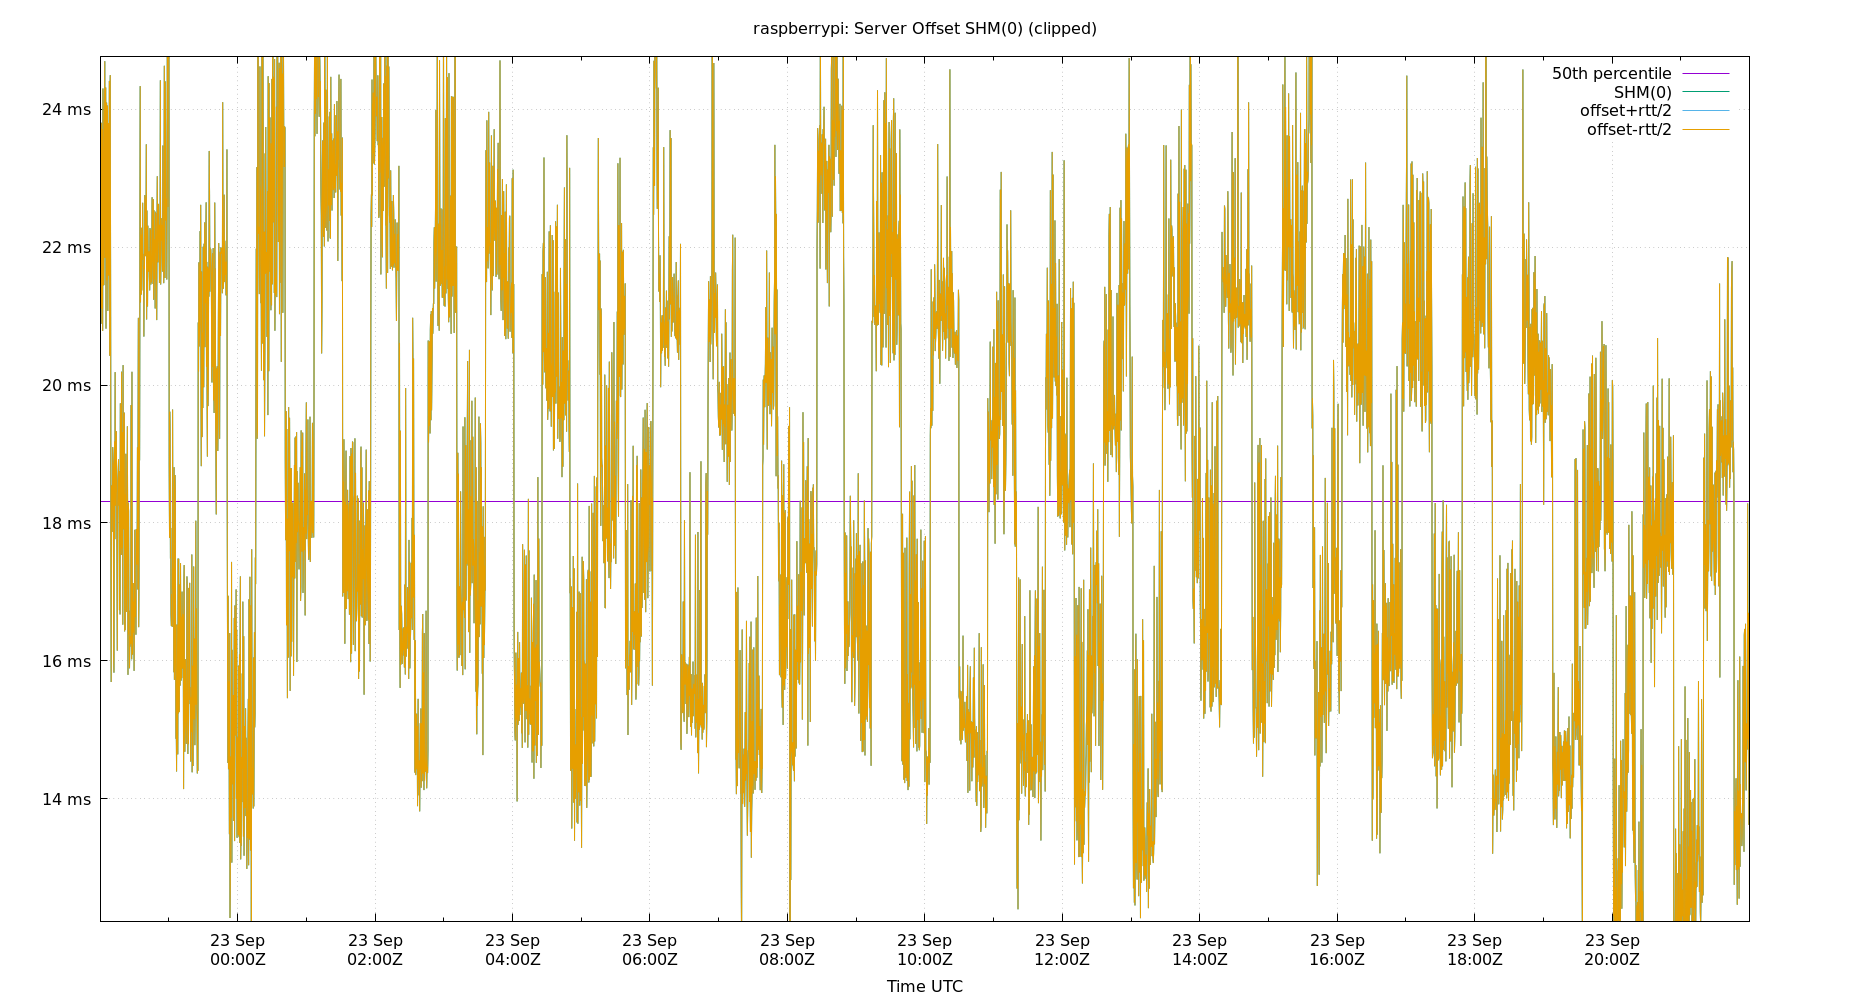 raspberrypi: Server Offset SHM(0) (clipped)
50th percentile
SHM(0)
offset+rtt/2
offset-rtt/2
24 ms
22 ms
20 ms
18 ms
16 ms
14 ms
23 Sep 23 Sep 23 Sep 23 Sep 23 Sep 23 Sep 23 Sep 23 Sep 23 Sep 23 Sep 23 Sep
00:00Z 02:00Z 04:00Z 06:00Z 08:00Z 10:00Z 12:00Z 14:00Z 16:00Z 18:00Z 20:00Z
Time UTC